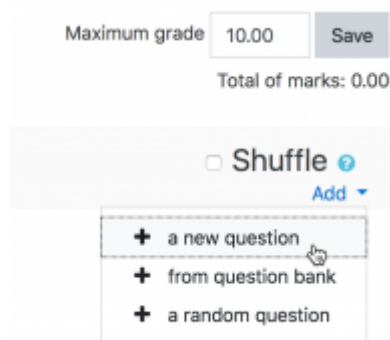 Maximum grade 10.00 Save
Total of marks: 0.00
Shuffle ?
Add
+ a new question
+ from question bank
+ a random question